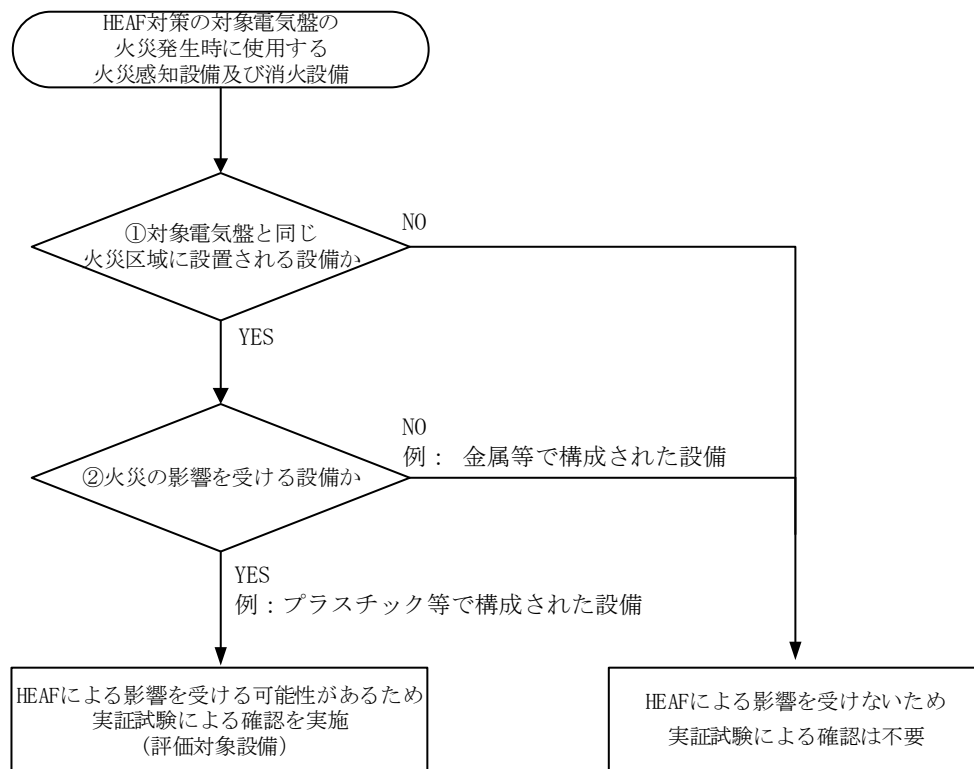 HEAF対策の対象電気盤の
火災発生時に使用する
火災感知設備及び消火設備
①対象電気盤と同じ
火災区域に設置される設備か
NO
YES
②火災の影響を受ける設備か
NO
例： 金属等で構成された設備
YES
例：プラスチック等で構成された設備
HEAFによる影響を受ける可能性があるため
実証試験による確認を実施
(評価対象設備)
HEAFによる影響を受けないため
実証試験による確認は不要